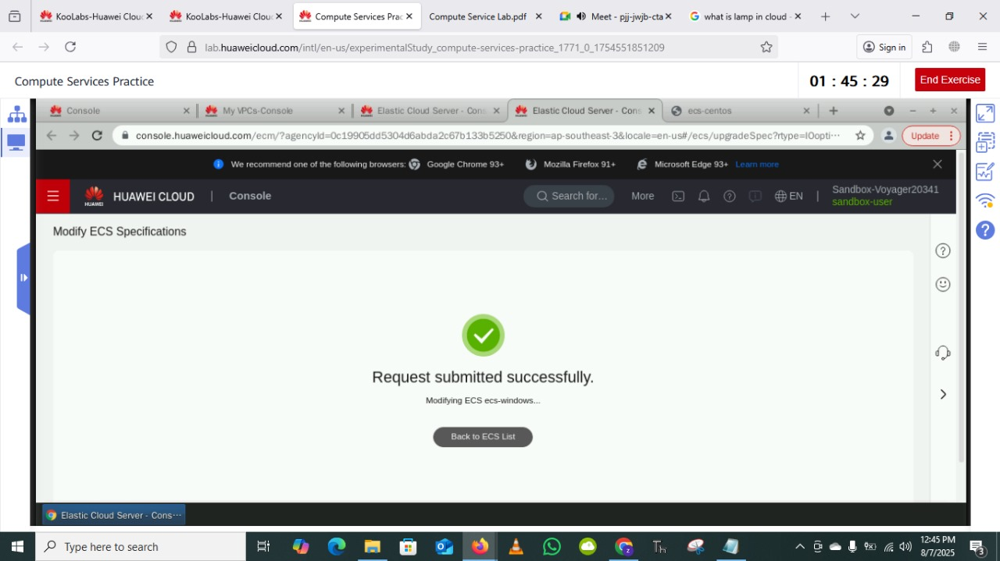 KooLabs-Huawei Cloud
KooLabs-Huawei Cloud
Compute Services Prac
Compute Service Lab.pdf
Meet - pjj-jwjb-cta
what is lamp in cloud -
lab.huaweicloud.com/intl/en-us/experimentalStudy_compute-services-practice_1771_0_1754551851209
Sign in
Compute Services Practice
01 : 45 : 29
End Exercise
Console
My VPCs-Console
Elastic Cloud Server - Cons
Elastic Cloud Server - Cons
ecs-centos
console.huaweicloud.com/ecm/?agencyId=0c19905dd5304d6abda2c67b133b5250&region=ap-southeast-3&locale=en-us#/ecs/upgradeSpec?rtype=IOopti···
Update
We recommend one of the following browsers:
Google Chrome 93+
Mozilla Firefox 91+
Microsoft Edge 93+
Learn more
HUAWEI
HUAWEI CLOUD | Console
Search for...
More
EN
Sandbox-Voyager20341
sandbox-user
Modify ECS Specifications
Request submitted successfully.
Modifying ECS ecs-windows...
Back to ECS List
Elastic Cloud Server - Cons···
Type here to search
12:45 PM
8/7/2025
3